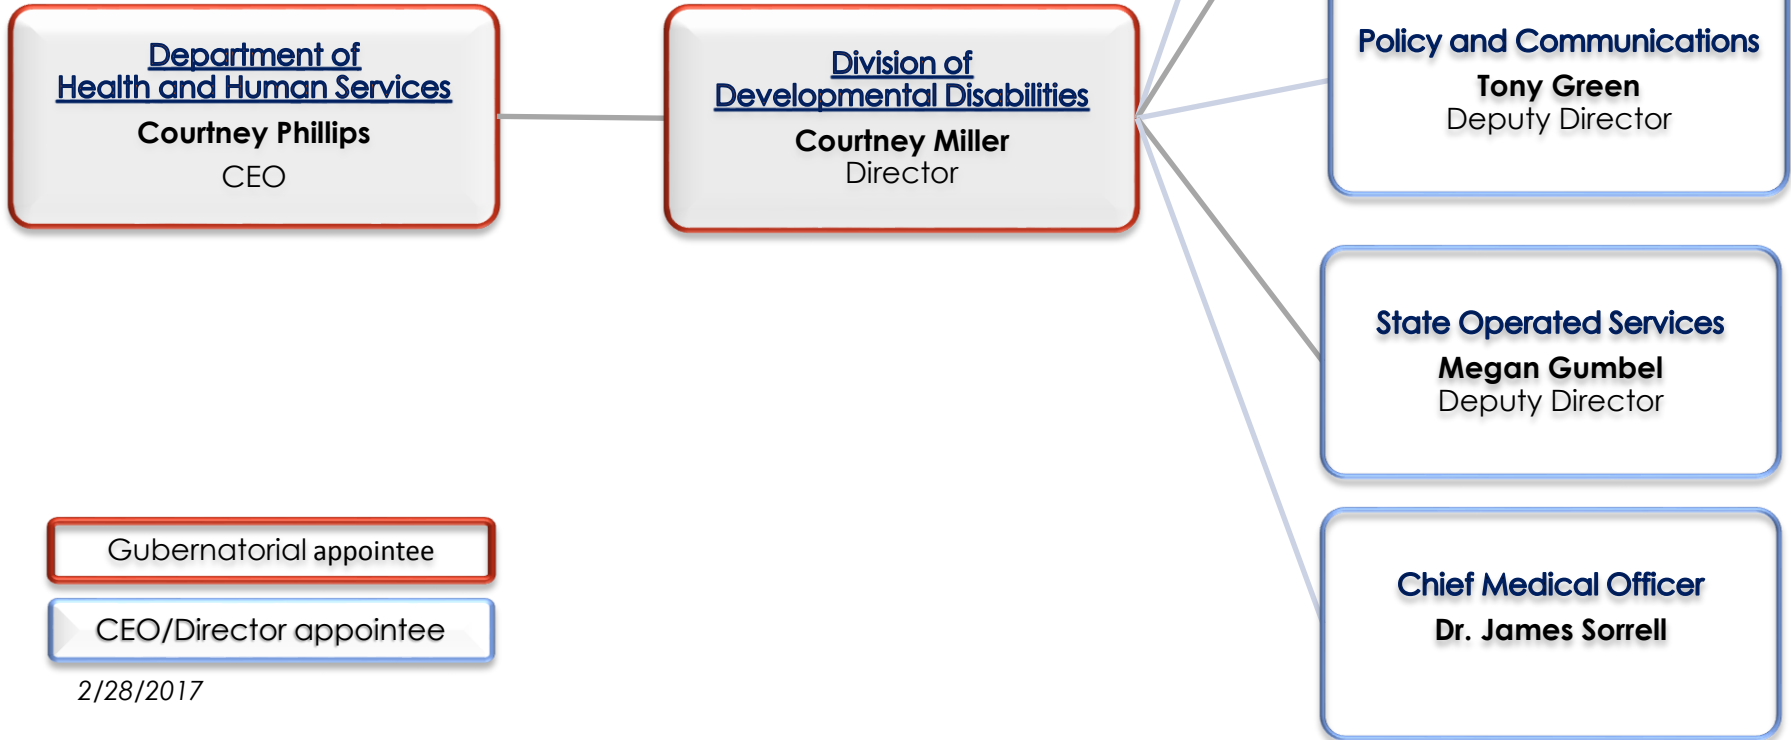 Department of
Health and Human Services
Courtney Phillips
CEO
Division of
Developmental Disabilities
Courtney Miller
Director
Policy and Communications
Tony Green
Deputy Director
State Operated Services
Megan Gumbel
Deputy Director
Chief Medical Officer
Dr. James Sorrell
Gubernatorial appointee
CEO/Director appointee
2/28/2017